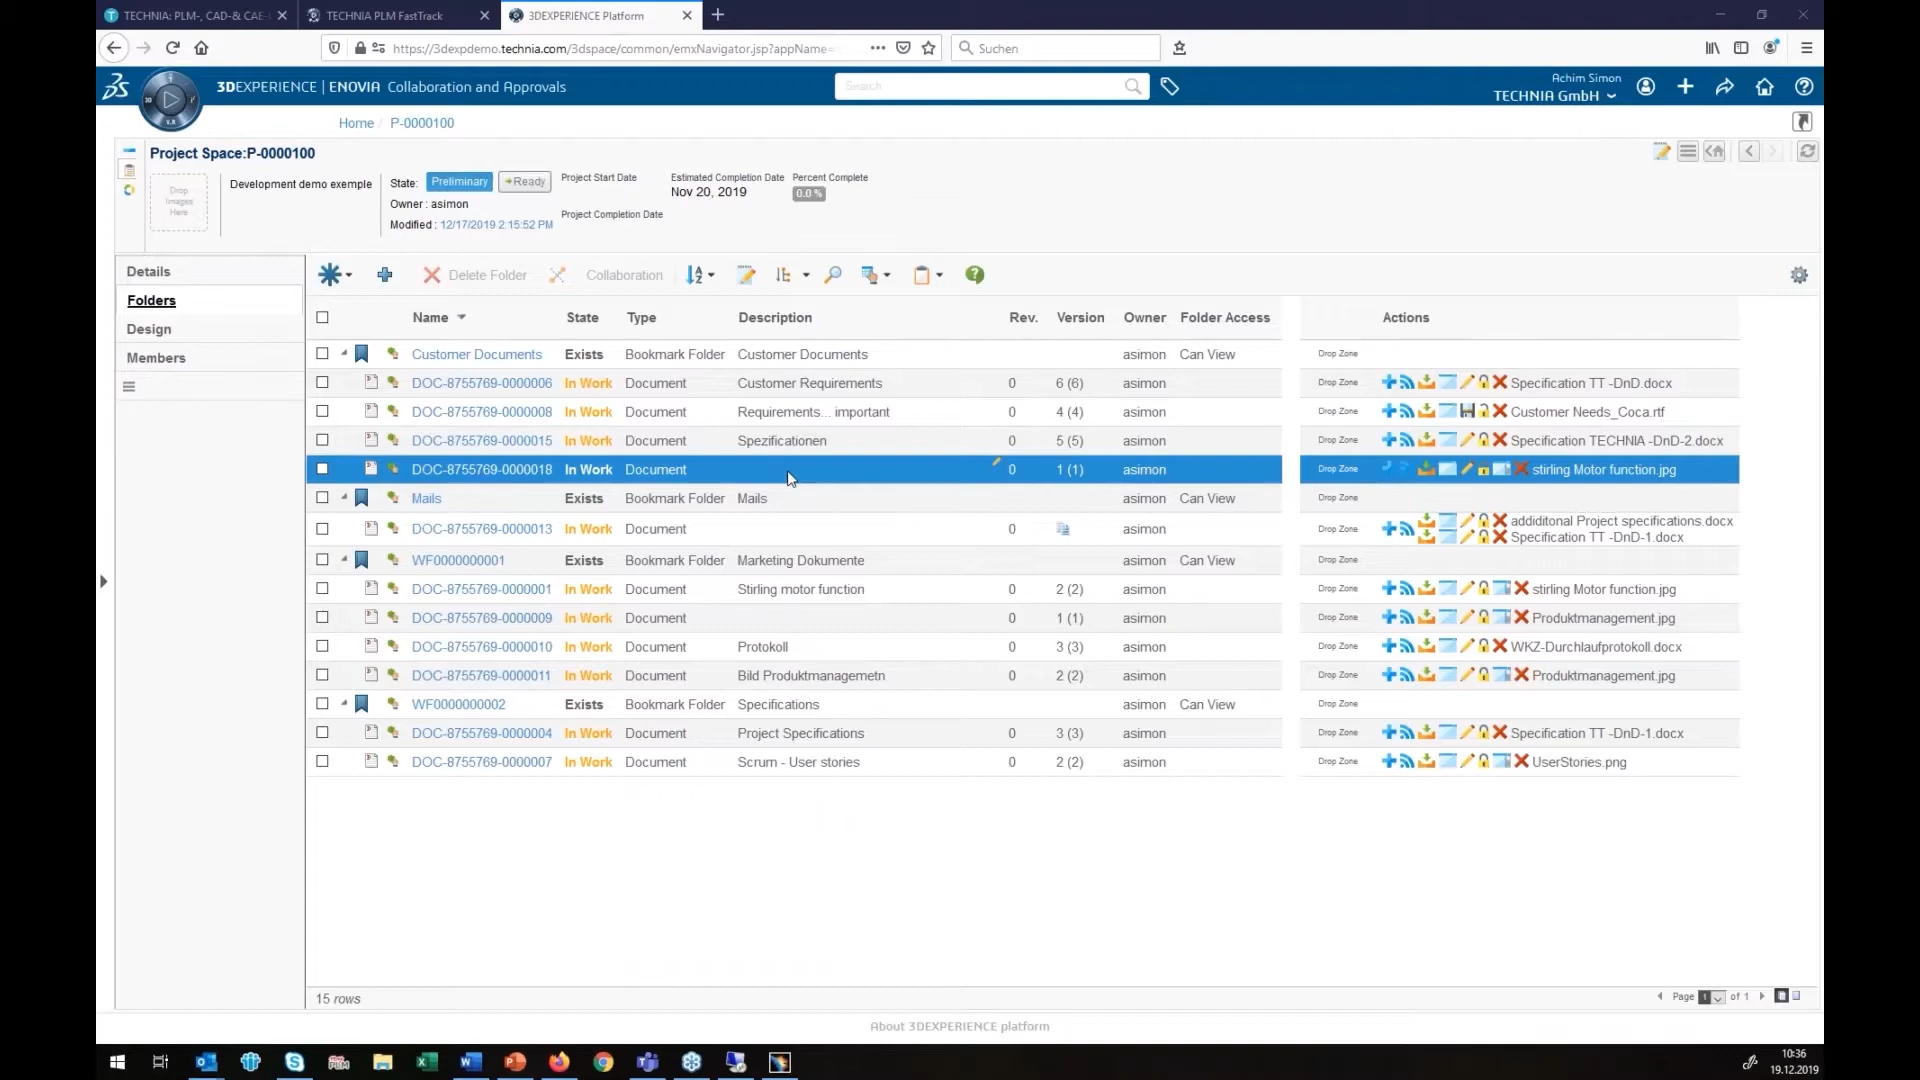 TECHNIA: PLM-, CAD-& CAE-
TECHNIA PLM FastTrack
3DEXPERIENCE Platform
https://3dexpdemo.technia.com/3dspace/common/emxNavigator.jsp?appName=
Suchen
3DEXPERIENCE | ENOVIA Collaboration and Approvals
Search
Achim Simon
TECHNIA GmbH
Home / P-0000100
Project Space:P-0000100
Drop Images Here
Development demo exemple
State: Preliminary Ready
Owner : asimon
Modified : 12/17/2019 2:15:52 PM
Project Start Date
Project Completion Date
Estimated Completion Date
Nov 20, 2019
Percent Complete
0.0 %
Details
Folders
Design
Members
Delete Folder Collaboration
Name State Type Description Rev. Version Owner Folder Access Actions
Customer Documents Exists Bookmark Folder Customer Documents asimon Can View Drop Zone
DOC-8755769-0000006 In Work Document Customer Requirements 0 6 (6) asimon Drop Zone Specification TT -DnD.docx
DOC-8755769-0000008 In Work Document Requirements... important 0 4 (4) asimon Drop Zone Customer Needs_Coca.rtf
DOC-8755769-0000015 In Work Document Spezificationen 0 5 (5) asimon Drop Zone Specification TECHNIA -DnD-2.docx
DOC-8755769-0000018 In Work Document 0 1 (1) asimon Drop Zone stirling Motor function.jpg
Mails Exists Bookmark Folder Mails asimon Can View Drop Zone
DOC-8755769-0000013 In Work Document 0 asimon Drop Zone addiditonal Project specifications.docx
Specification TT -DnD-1.docx
WF0000000001 Exists Bookmark Folder Marketing Dokumente asimon Can View Drop Zone
DOC-8755769-0000001 In Work Document Stirling motor function 0 2 (2) asimon Drop Zone stirling Motor function.jpg
DOC-8755769-0000009 In Work Document 0 1 (1) asimon Drop Zone Produktmanagement.jpg
DOC-8755769-0000010 In Work Document Protokoll 0 3 (3) asimon Drop Zone WKZ-Durchlaufprotokoll.docx
DOC-8755769-0000011 In Work Document Bild Produktmanagemetn 0 2 (2) asimon Drop Zone Produktmanagement.jpg
WF0000000002 Exists Bookmark Folder Specifications asimon Can View Drop Zone
DOC-8755769-0000004 In Work Document Project Specifications 0 3 (3) asimon Drop Zone Specification TT -DnD-1.docx
DOC-8755769-0000007 In Work Document Scrum - User stories 0 2 (2) asimon Drop Zone UserStories.png
15 rows
Page 1 of 1
About 3DEXPERIENCE platform
10:36
19.12.2019